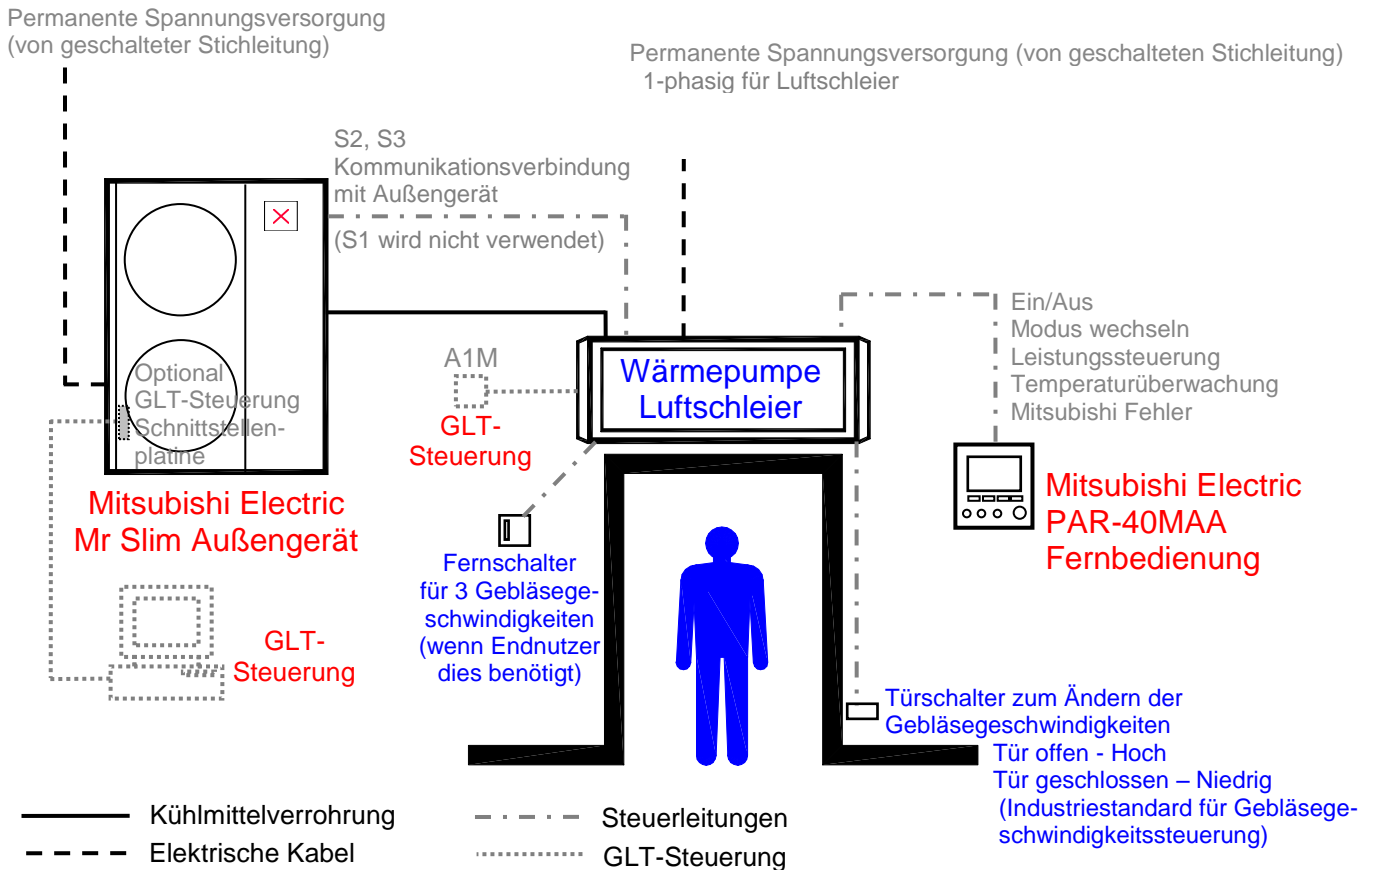 Permanente Spannungsversorgung
(von geschalteter Stichleitung)
Permanente Spannungsversorgung (von geschalteten Stichleitung)
1-phasig für Luftschleier
S2, S3
Kommunikationsverbindung
mit Außengerät
(S1 wird nicht verwendet)
Ein/Aus
Modus wechseln
Leistungssteuerung
Temperaturüberwachung
Mitsubishi Fehler
A1M
GLT-
Steuerung
Wärmepumpe
Luftschleier
Optional
GLT-Steuerung
Schnittstellen-
platine
Mitsubishi Electric
Mr Slim Außengerät
Mitsubishi Electric
PAR-40MAA
Fernbedienung
Fernschalter
für 3 Gebläsege-
schwindigkeiten
(wenn Endnutzer
dies benötigt)
GLT-
Steuerung
Türschalter zum Ändern der
Gebläsegeschwindigkeiten
Tür offen - Hoch
Tür geschlossen – Niedrig
(Industriestandard für Gebläsege-
schwindigkeitssteuerung)
Kühlmittelverrohrung
Elektrische Kabel
Steuerleitungen
GLT-Steuerung